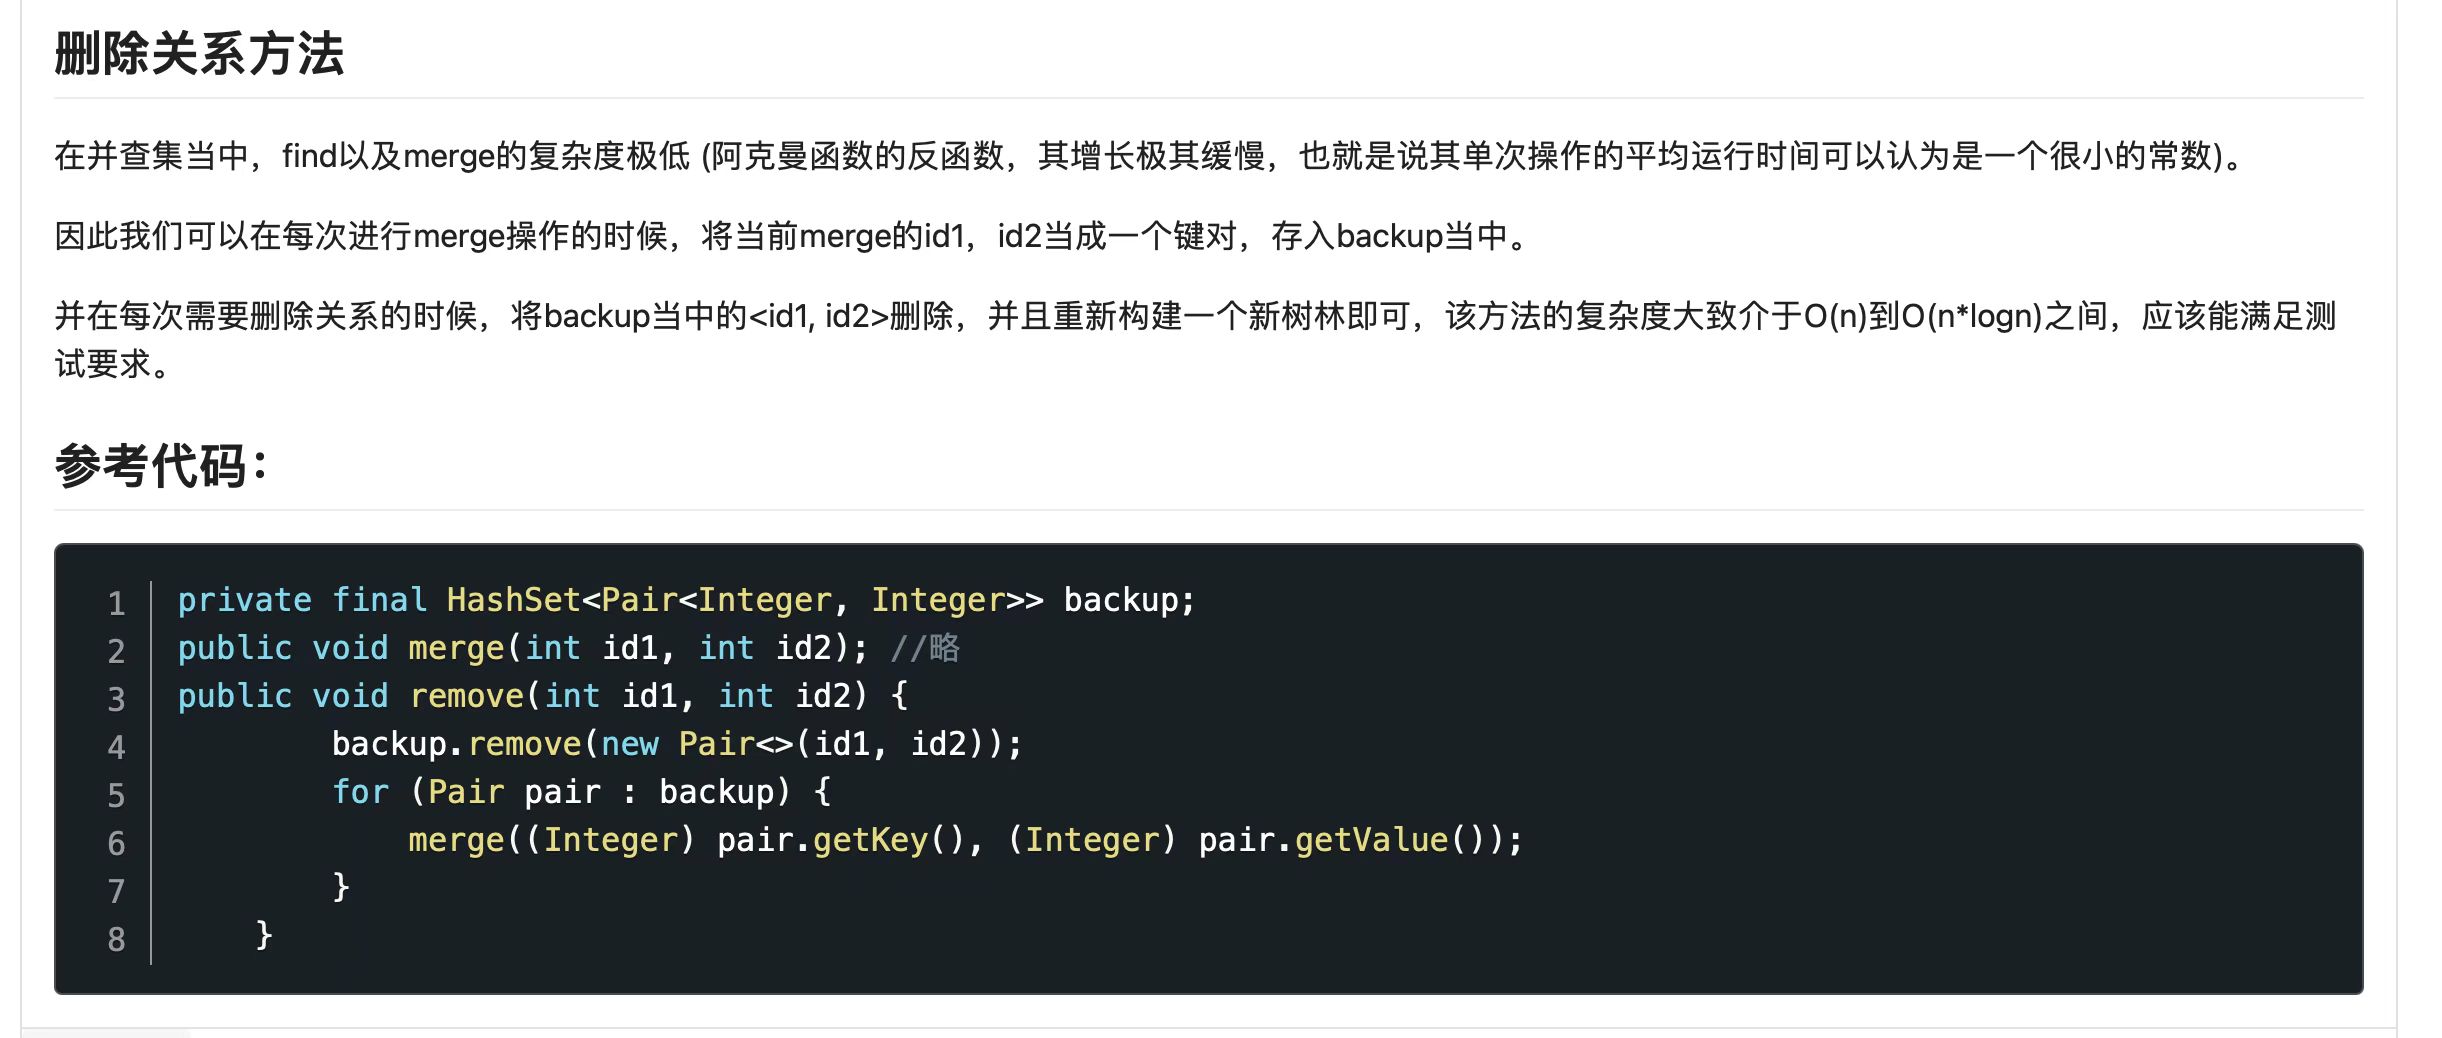 删除关系方法
在并查集当中，find以及merge的复杂度极低 (阿克曼函数的反函数，其增长极其缓慢，也就是说其单次操作的平均运行时间可以认为是一个很小的常数)。
因此我们可以在每次进行merge操作的时候，将当前merge的id1，id2当成一个键对，存入backup当中。
并在每次需要删除关系的时候，将backup当中的<id1, id2>删除，并且重新构建一个新树林即可，该方法的复杂度大致介于O(n)到O(n*logn)之间，应该能满足测
试要求。
参考代码：
1 private final HashSet<Pair<Integer, Integer>> backup;
2 public void merge(int id1, int id2); //略
3 public void remove(int id1, int id2) {
4         backup.remove(new Pair<>(id1, id2));
5         for (Pair pair : backup) {
6             merge((Integer) pair.getKey(), (Integer) pair.getValue());
7         }
8     }